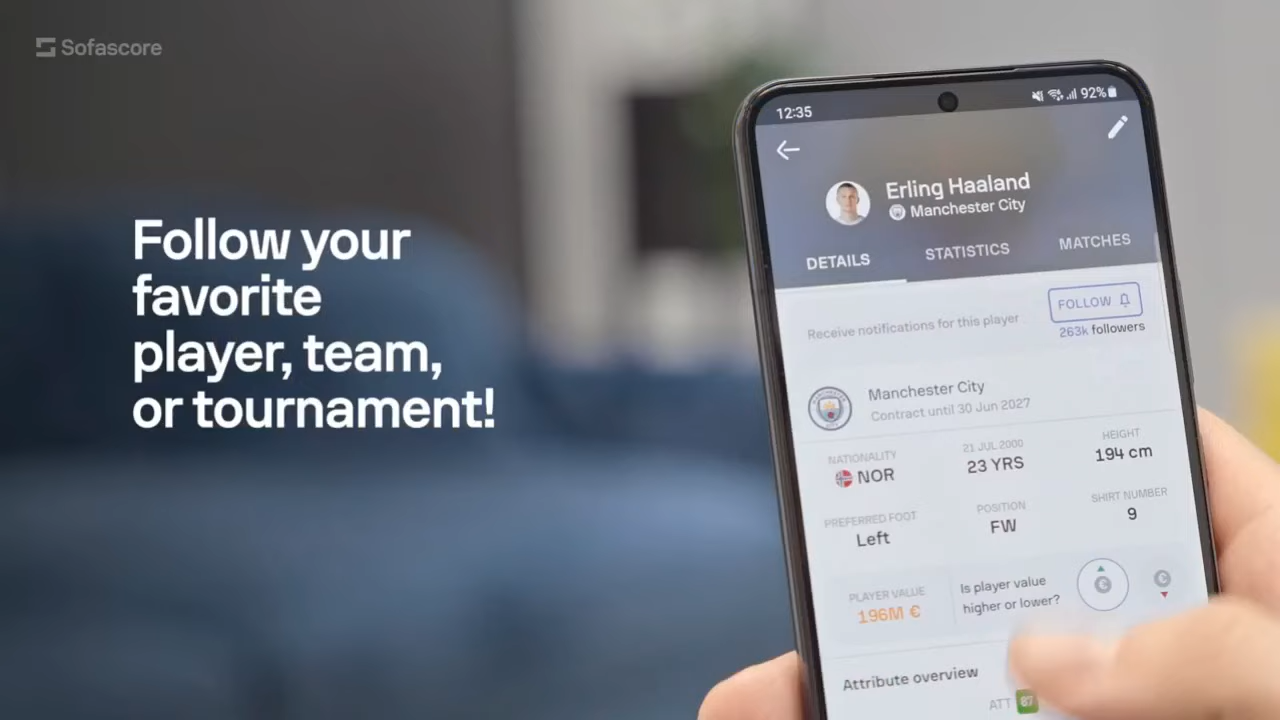 Sofascore
Follow your
favorite
player, team,
or tournament!
12:35
92%
Erling Haaland
Manchester City
DETAILS
STATISTICS
MATCHES
Receive notifications for this player
FOLLOW
263k followers
Manchester City
Contract until 30 Jun 2027
NATIONALITY
NOR
21 JUL 2000
23 YRS
HEIGHT
194 cm
PREFERRED FOOT
Left
POSITION
FW
SHIRT NUMBER
9
PLAYER VALUE
196M €
Is player value
higher or lower?
Attribute overview
ATT 87